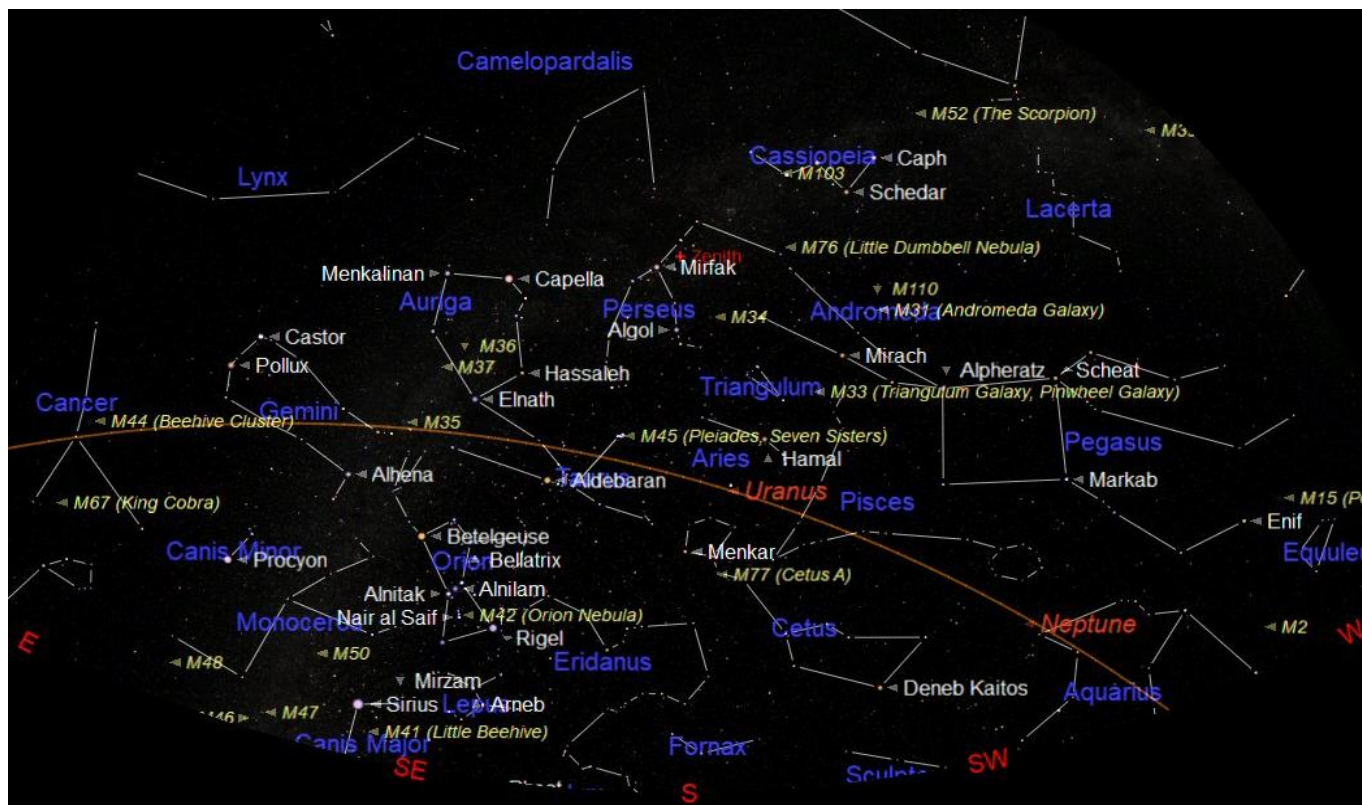 Camelopardalis
M52 (The Scorpion)
Cassiopeia
Caph
M103
Lynx
Schedar
Lacerta
M76 (Little Dumbbell Nebula)
Zenith
Mirfak
Menkalinan
Capella
M110
Auriga
Perseus
Andromeda
M31 (Andromeda Galaxy)
M34
Algol
Castor
M36
Mirach
Pollux
M37
Hassaleh
Alpheratz
Scheat
Triangulum
M33 (Triangulum Galaxy, Pinwheel Galaxy)
Cancer
Gemini
Elnath
M44 (Beehive Cluster)
M35
M45 (Pleiades, Seven Sisters)
Pegasus
Aries
Hamal
Alhena
Taurus
Aldebaran
Markab
Uranus
Pisces
M67 (King Cobra)
Enif
Betelgeuse
Canis Minor
Procyon
Orion
Bellatrix
Menkar
M77 (Cetus A)
Alnitak
Alnilam
Nair al Saif
M42 (Orion Nebula)
Monoceros
Cetus
Neptune
M2
W
E
Rigel
M50
Eridanus
M48
Mirzam
Deneb Kaitos
Aquarius
Sirius
Lepus
Arneb
M46
M47
M41 (Little Beehive)
Canis Major
Fornax
SE
SW
S